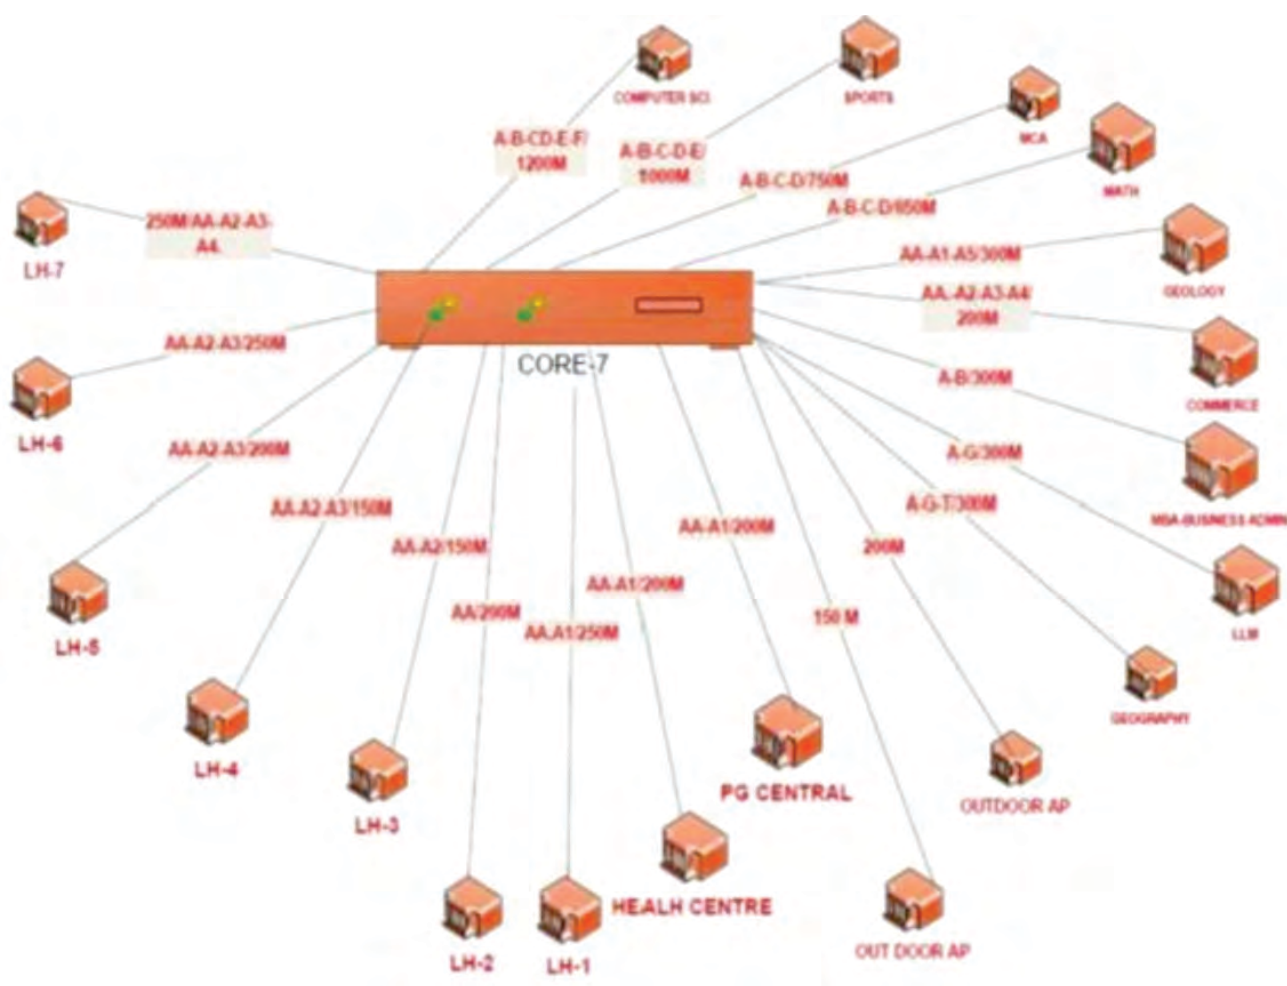 COMPUTER SCI
SPORTS
MCA
MATH
A-B-CD-E-F/
1200M
A-B-C-D-E/
1000M
A-B-C-D/750M
A-B-C-D/650M
250M/AA-A2-A3-
A4.
LH-7
AA-A1-A5/300M
GEOLOGY
AA,-A2-A3-A4/
200M
COMMERCE
AA-A2-A3/250M
LH-6
CORE-7
A-B/300M
MBA-BUSINESS ADMIN
AA-A2-A3/200M
LH-5
A-G/300M
LLM
AA-A2-A3/150M
LH-4
A-G-T/300M
GEOGRAPHY
AA-A2/150M
LH-3
AA/200M
LH-2
AA.A1/250M
LH-1
AA-A1/200M
HEALH CENTRE
AA-A1/200M
PG CENTRAL
200M
OUTDOOR AP
150 M
OUT DOOR AP